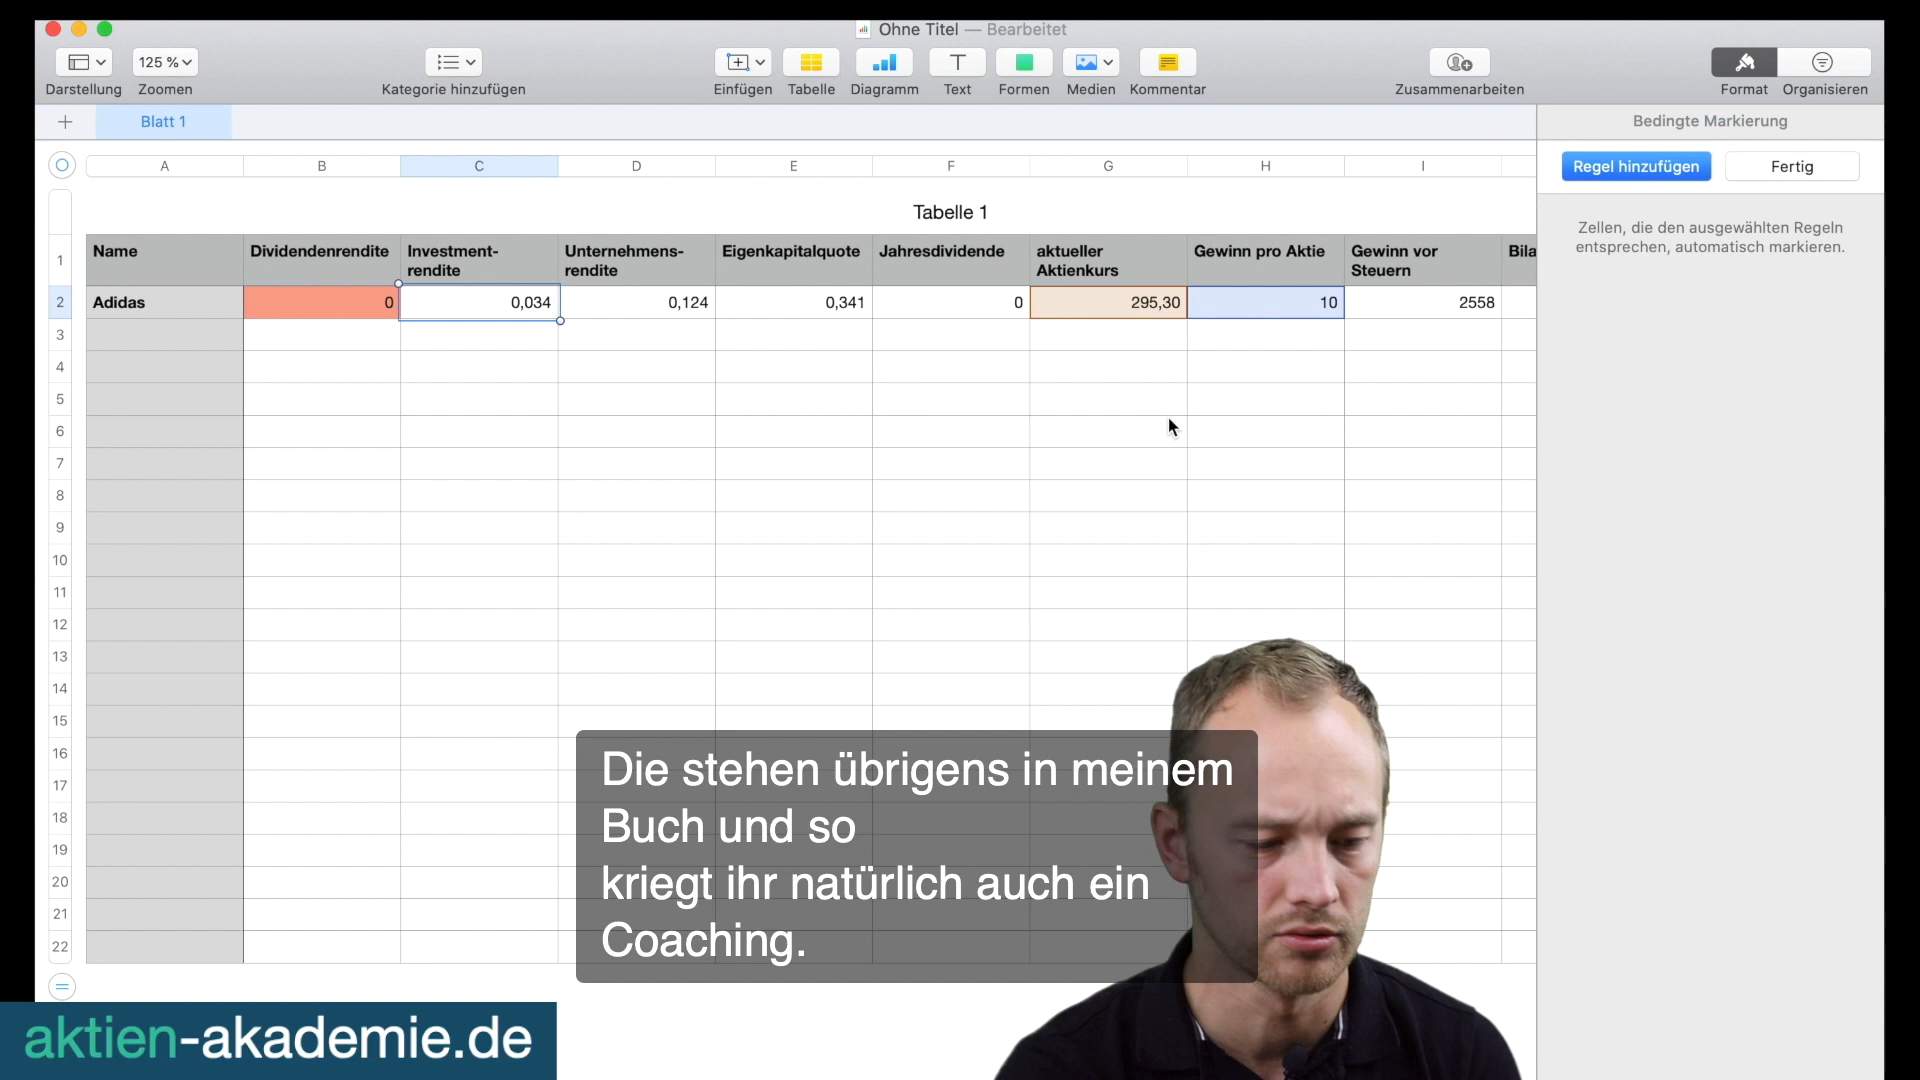 Ohne Titel — Bearbeitet
125 %
Darstellung Zoomen Kategorie hinzufügen Einfügen Tabelle Diagramm Text Formen Medien Kommentar Zusammenarbeiten Format Organisieren
+ Blatt 1 Bedingte Markierung
Regel hinzufügen Fertig
A B C D E F G H I
Zellen, die den ausgewählten Regeln
entsprechen, automatisch markieren.
Tabelle 1
1 Name Dividendenrendite Investment-
rendite Unternehmens-
rendite Eigenkapitalquote Jahresdividende aktueller
Aktienkurs Gewinn pro Aktie Gewinn vor
Steuern Bila
2 Adidas 0 0,034 0,124 0,341 0 295,30 10 2558
3
4
5
6
7
8
9
10
11
12
13
14
15
16
17
18
19
20
21
22
Die stehen übrigens in meinem
Buch und so
kriegt ihr natürlich auch ein
Coaching.
aktien-akademie.de